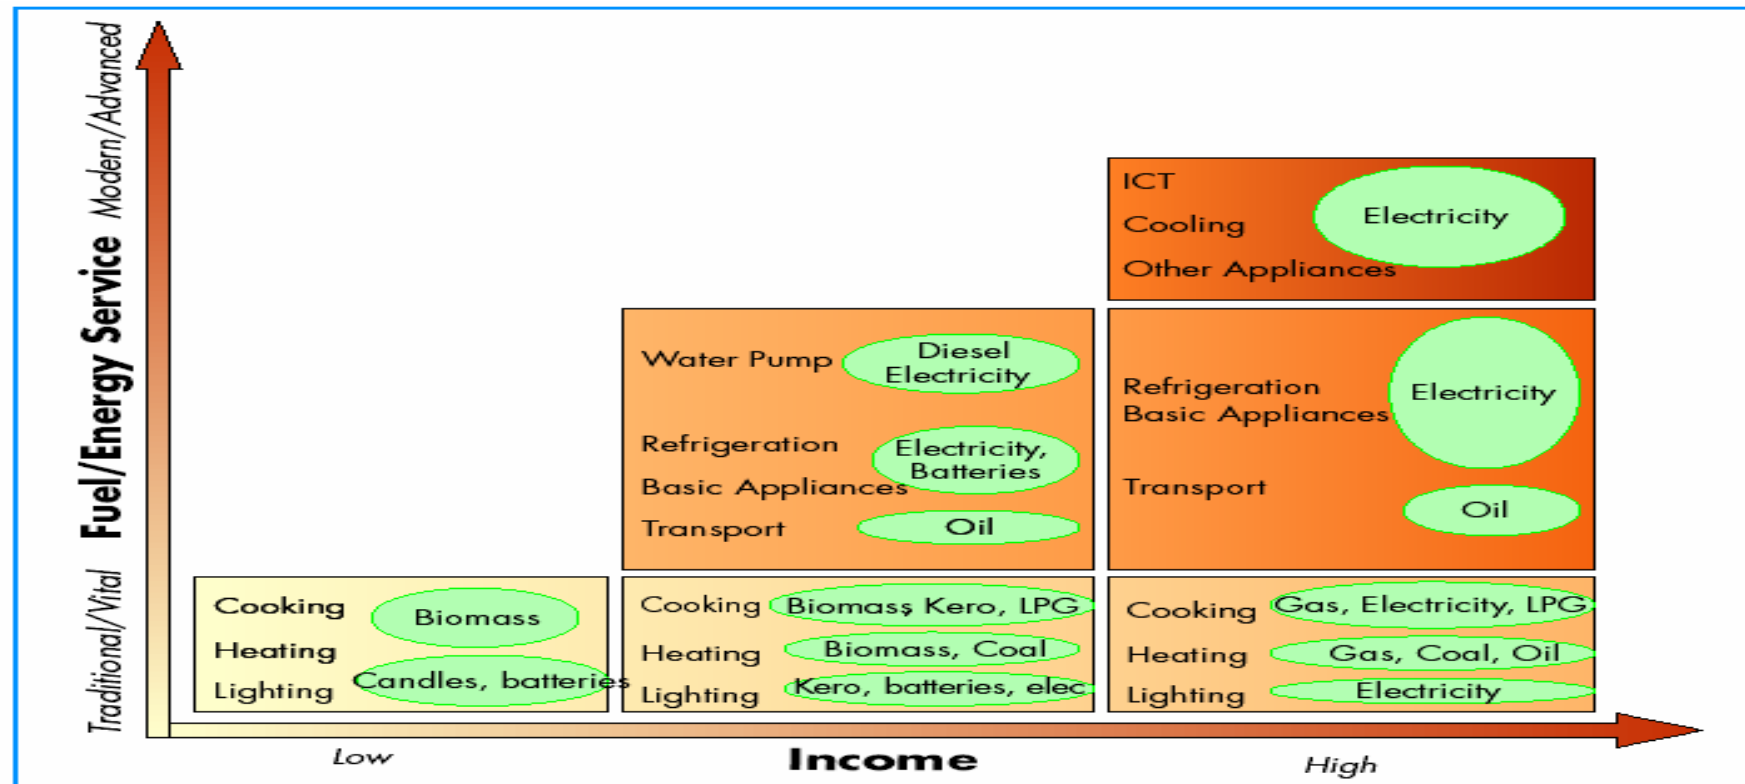 Fuel/Energy Service
Modern/Advanced
Traditional/Vital
ICT
Cooling
Other Appliances
Electricity
Water Pump
Diesel
Electricity
Refrigeration
Basic Appliances
Electricity,
Batteries
Transport
Oil
Refrigeration
Basic Appliances
Electricity
Transport
Oil
Cooking
Heating
Biomass
Lighting
Candles, batteries
Cooking Biomass, Kero, LPG
Heating Biomass, Coal
Lighting Kero, batteries, elec
Cooking Gas, Electricity, LPG
Heating Gas, Coal, Oil
Lighting Electricity
Low
Income
High